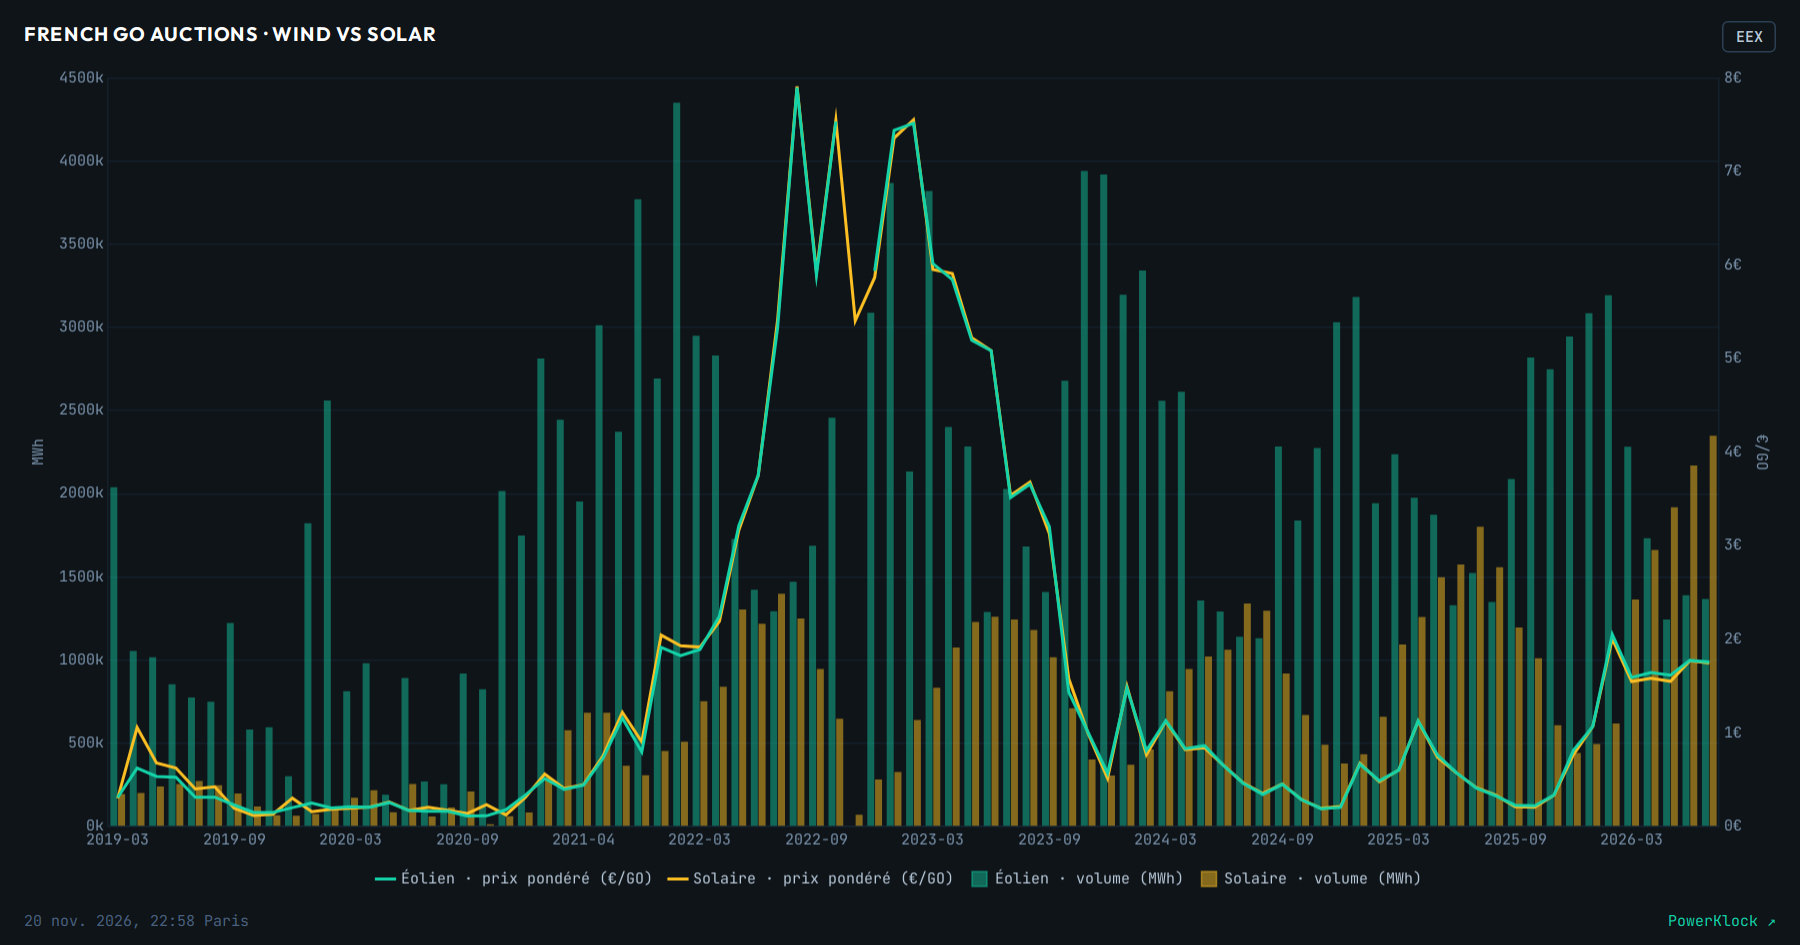 FRENCH GO AUCTIONS · WIND VS SOLAR
EEX
4500k
4000k
3500k
3000k
2500k
2000k
1500k
1000k
500k
0k
MWh
8€
7€
6€
5€
4€
3€
2€
1€
0€
€/GO
2019-03 2019-09 2020-03 2020-09 2021-04 2022-03 2022-09 2023-03 2023-09 2024-03 2024-09 2025-03 2025-09 2026-03
Éolien · prix pondéré (€/GO) Solaire · prix pondéré (€/GO) Éolien · volume (MWh) Solaire · volume (MWh)
20 nov. 2026, 22:58 Paris
PowerKlock ↗